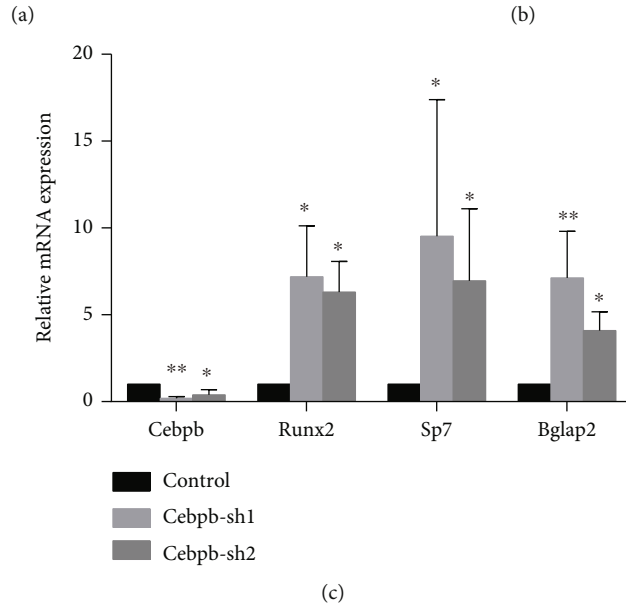 (a)
(b)
20
15
10
5
0
Relative mRNA expression
*
*
*
*
**
*
**
*
Cebpb
Runx2
Sp7
Bglap2
Control
Cebpb-sh1
Cebpb-sh2
(c)